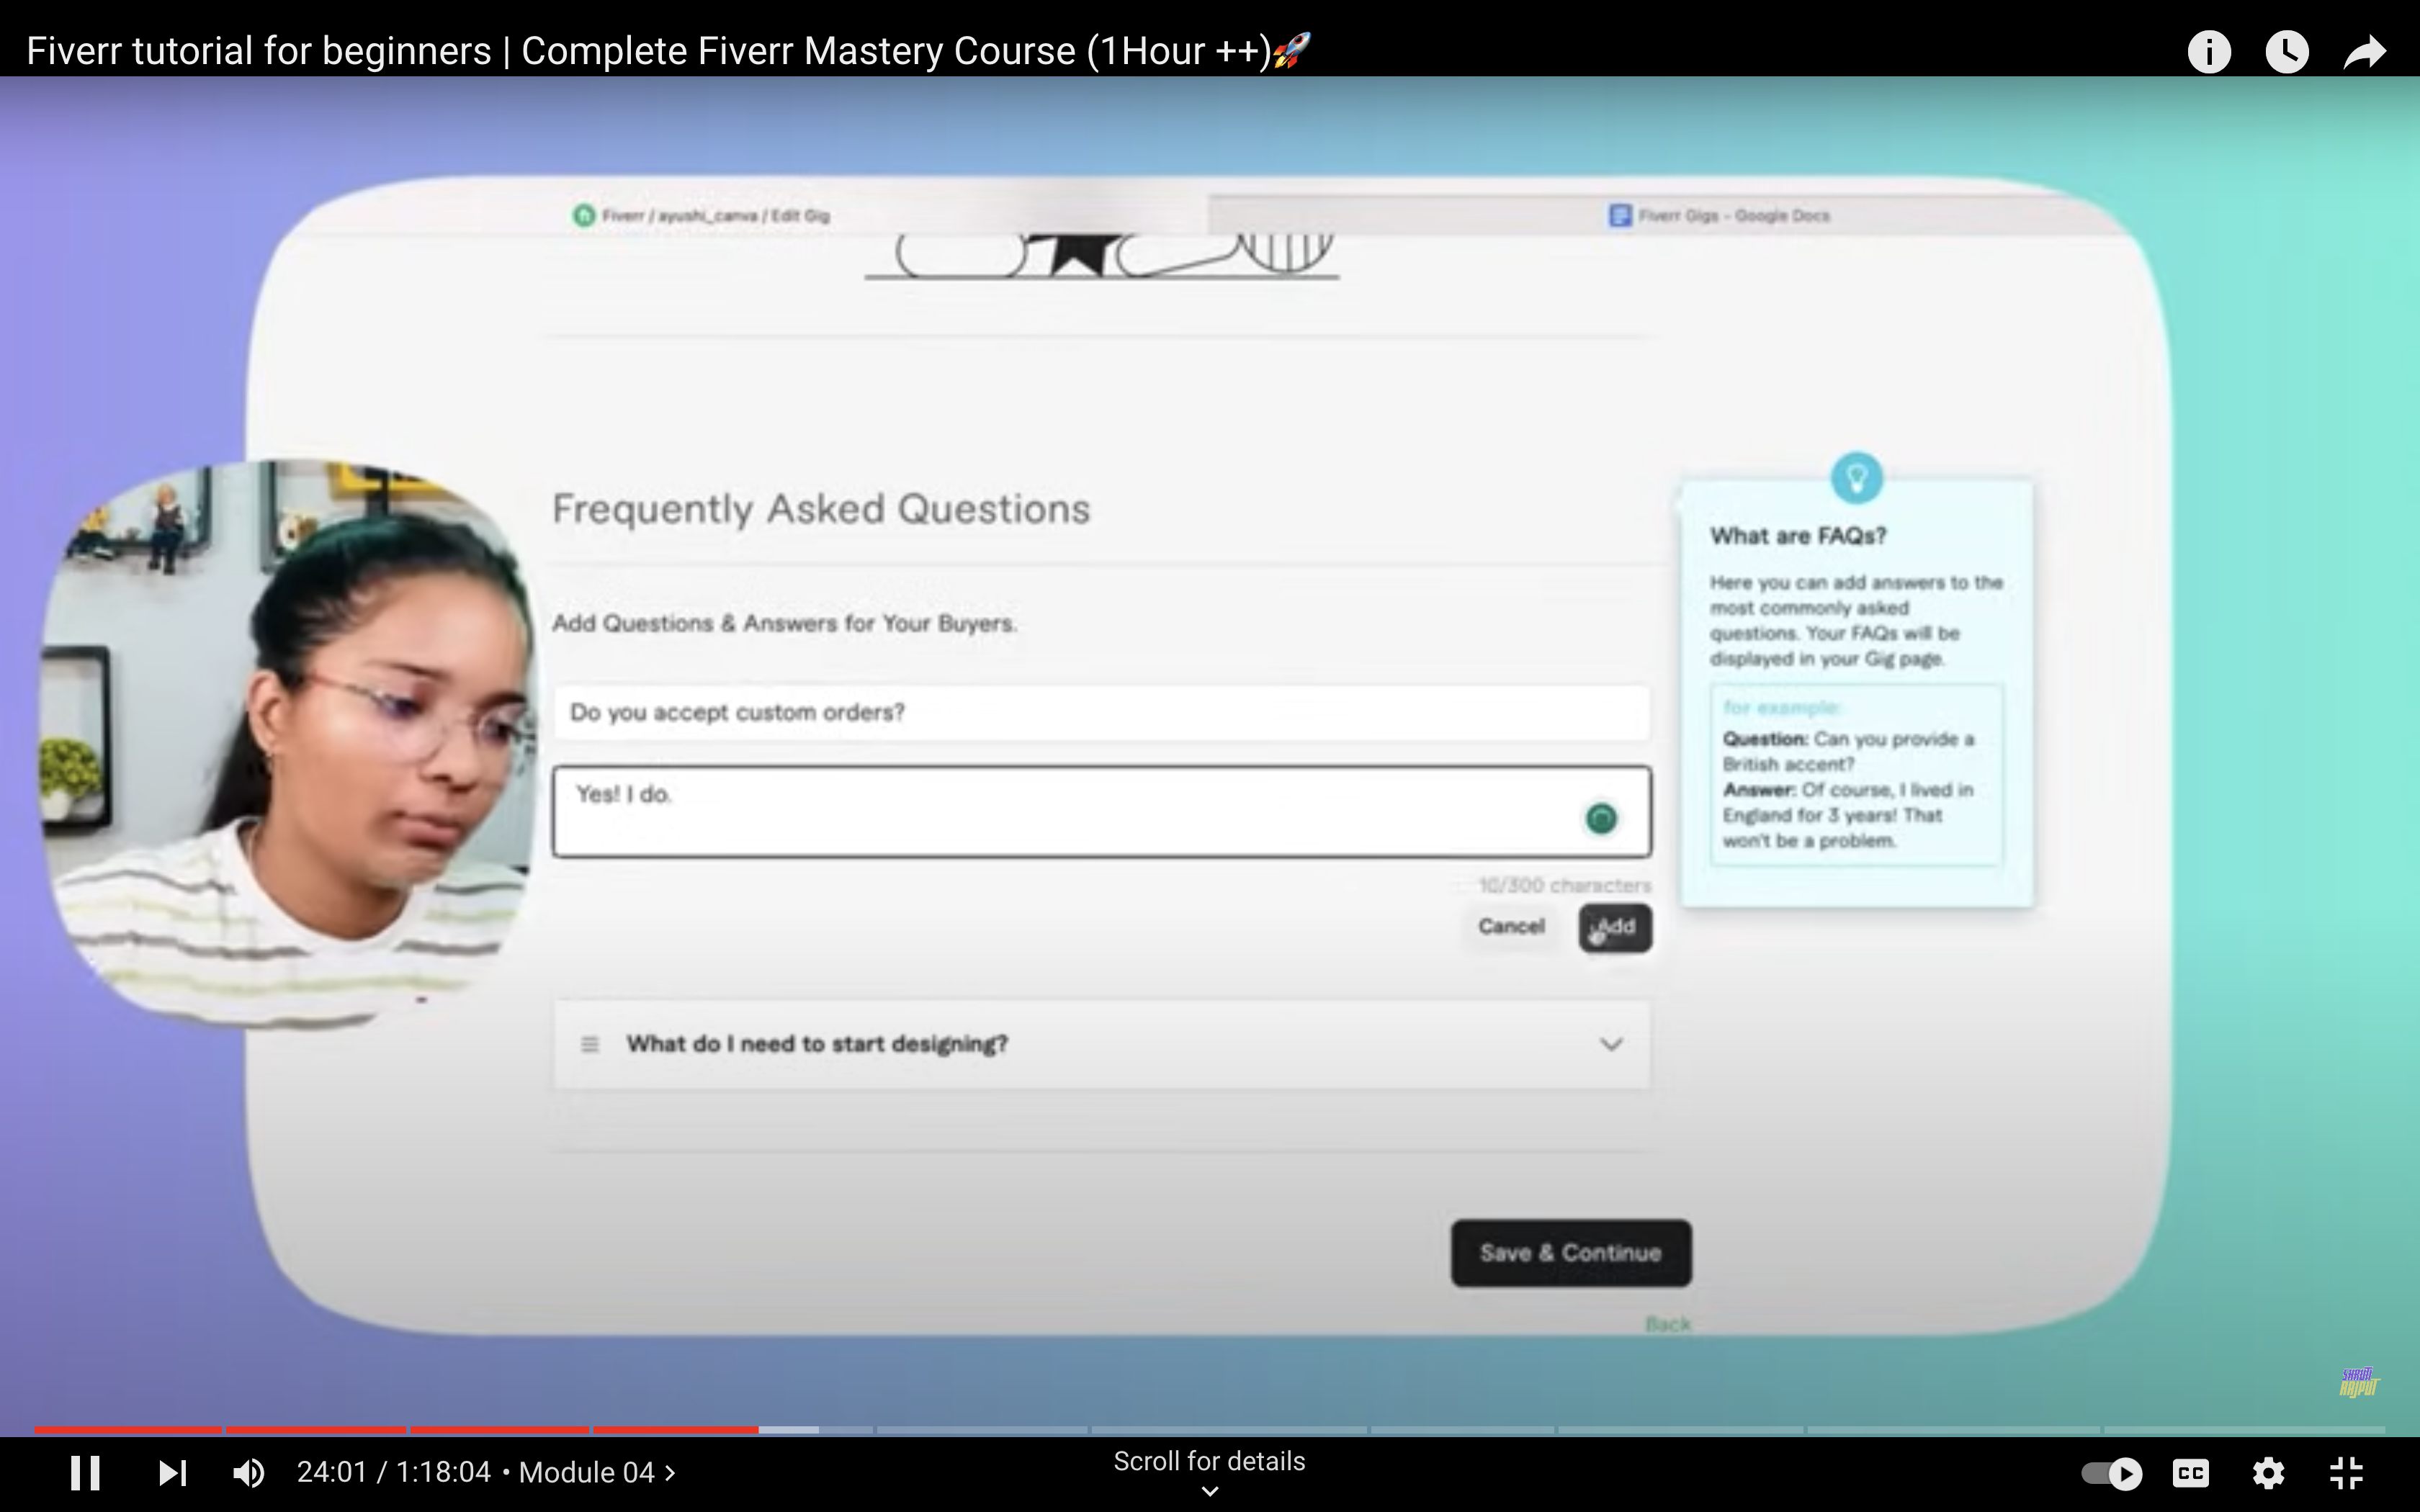 Fiverr tutorial for beginners | Complete Fiverr Mastery Course (1Hour ++)🚀
Fiverr / ayushi_canva / Edit Gig
Fiverr Gigs - Google Docs
Frequently Asked Questions
Add Questions & Answers for Your Buyers.
Do you accept custom orders?
Yes! I do.
10/300 characters
Cancel
Add
What do I need to start designing?
Save & Continue
Back
What are FAQs?
Here you can add answers to the
most commonly asked
questions. Your FAQs will be
displayed in your Gig page.
for example:
Question: Can you provide a
British accent?
Answer: Of course, I lived in
England for 3 years! That
won't be a problem.
SHRUTI
RAJPUT
24:01 / 1:18:04 • Module 04 >
Scroll for details
CC